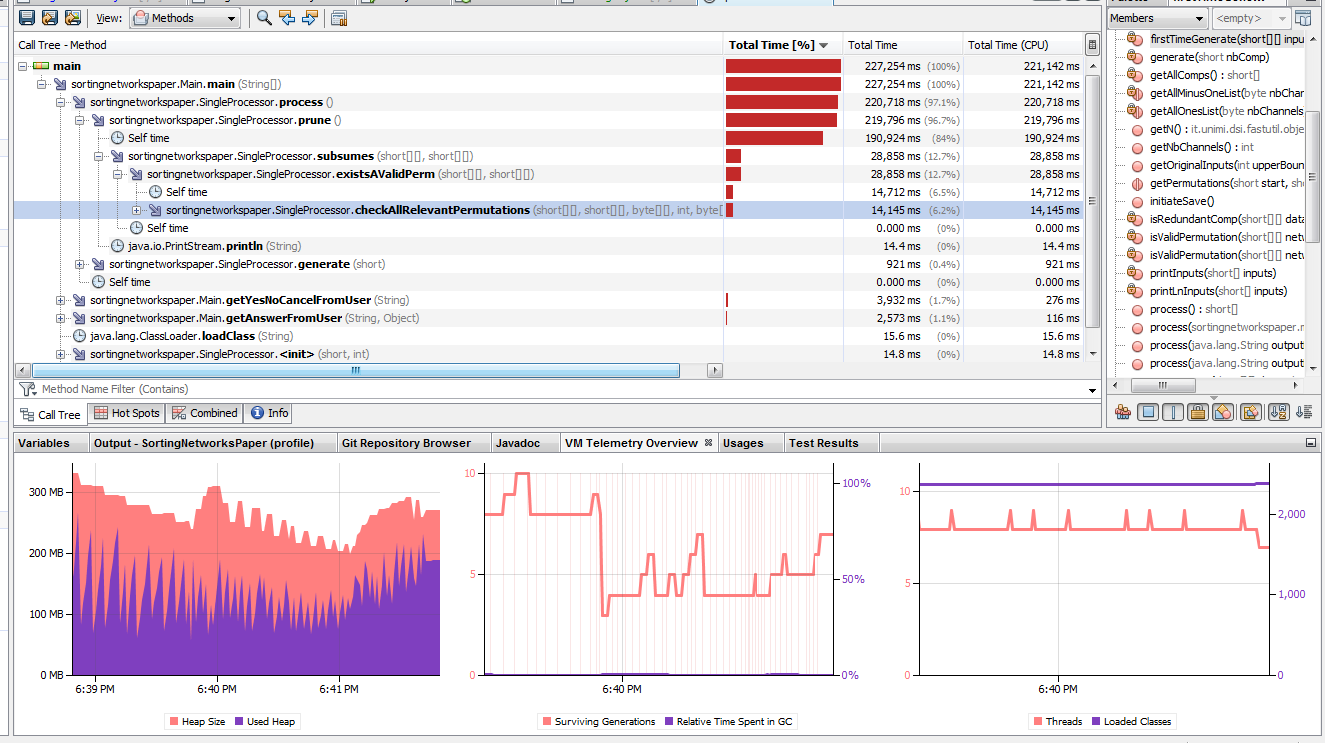 View: Methods
Call Tree - Method Total Time [%] Total Time Total Time (CPU)
main 227,254 ms (100%) 221,142 ms
sortingnetworkspaper.Main.main (String[]) 227,254 ms (100%) 221,142 ms
sortingnetworkspaper.SingleProcessor.process () 220,718 ms (97.1%) 220,718 ms
sortingnetworkspaper.SingleProcessor.prune () 219,796 ms (96.7%) 219,796 ms
Self time 190,924 ms (84%) 190,924 ms
sortingnetworkspaper.SingleProcessor.subsumes (short[][], short[][]) 28,858 ms (12.7%) 28,858 ms
sortingnetworkspaper.SingleProcessor.existsAValidPerm (short[][], short[][]) 28,858 ms (12.7%) 28,858 ms
Self time 14,712 ms (6.5%) 14,712 ms
sortingnetworkspaper.SingleProcessor.checkAllRelevantPermutations (short[][], short[][], byte[][], int, byte[ 14,145 ms (6.2%) 14,145 ms
Self time 0.000 ms (0%) 0.000 ms
java.io.PrintStream.println (String) 14.4 ms (0%) 14.4 ms
sortingnetworkspaper.SingleProcessor.generate (short) 921 ms (0.4%) 921 ms
Self time 0.000 ms (0%) 0.000 ms
sortingnetworkspaper.Main.getYesNoCancelFromUser (String) 3,932 ms (1.7%) 276 ms
sortingnetworkspaper.Main.getAnswerFromUser (String, Object) 2,573 ms (1.1%) 116 ms
java.lang.ClassLoader.loadClass (String) 15.6 ms (0%) 15.6 ms
sortingnetworkspaper.SingleProcessor.<init> (short, int) 14.8 ms (0%) 14.8 ms
Method Name Filter (Contains)
Call Tree Hot Spots Combined Info
Members <empty>
firstTimeGenerate(short[][] inpu
generate(short nbComp)
getAllComps() : short[]
getAllMinusOneList(byte nbChan
getAllOnesList(byte nbChannels
getN() : it.unimi.dsi.fastutil.obje
getNbChannels() : int
getOriginalInputs(int upperBoun
getPermutations(short start, sh
initiateSave()
isRedundantComp(short[][] data
isValidPermutation(short[][] netw
isValidPermutation(short[][] netw
printInputs(short[] inputs)
printLnInputs(short[] inputs)
process() : short[]
process(sortingnetworkspaper.m
process(java.lang.String output
process(java.lang.String output
Variables Output - SortingNetworksPaper (profile) Git Repository Browser Javadoc VM Telemetry Overview Usages Test Results
300 MB
200 MB
100 MB
0 MB
6:39 PM 6:40 PM 6:41 PM
Heap Size Used Heap
10
5
0
100%
50%
0%
6:40 PM
Surviving Generations Relative Time Spent in GC
10
5
0
2,000
1,000
0
6:40 PM
Threads Loaded Classes